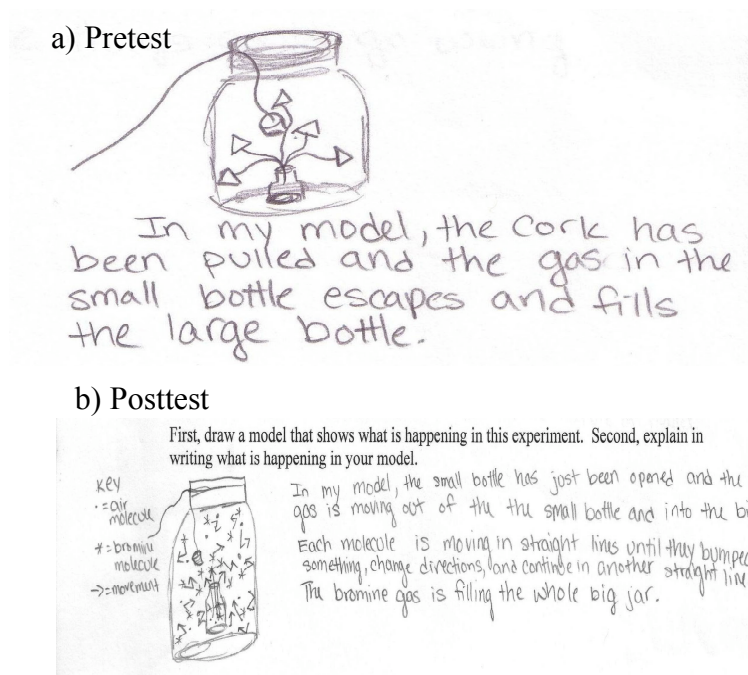 a) Pretest
In my model, the cork has
been pulled and the gas in the
small bottle escapes and fills
the large bottle.
b) Posttest
First, draw a model that shows what is happening in this experiment. Second, explain in
writing what is happening in your model.
Key
· = air
molecule
* = bromine
molecule
-> = movement
In my model, the small bottle has just been opened and the
gas is moving out of the the small bottle and into the bi
Each molecule is moving in straight lines until they bumped
something, change directions, and continue in another straight line
The bromine gas is filling the whole big jar.